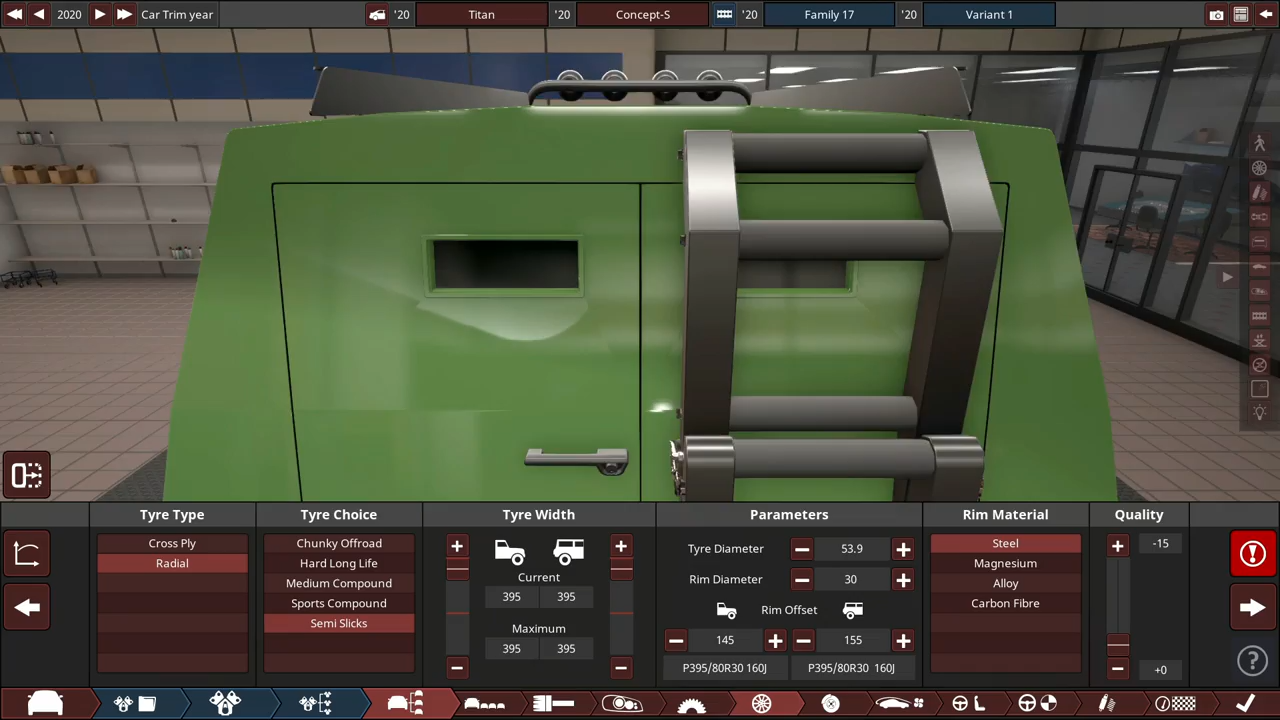 2020 Car Trim year '20 Titan '20 Concept-S '20 Family 17 '20 Variant 1
Tyre Type Tyre Choice Tyre Width Parameters Rim Material Quality
Cross Ply
Radial
Chunky Offroad
Hard Long Life
Medium Compound
Sports Compound
Semi Slicks
Current
395 395
Maximum
395 395
Tyre Diameter 53.9
Rim Diameter 30
Rim Offset
145 155
P395/80R30 160J P395/80R30 160J
Steel
Magnesium
Alloy
Carbon Fibre
-15
+0